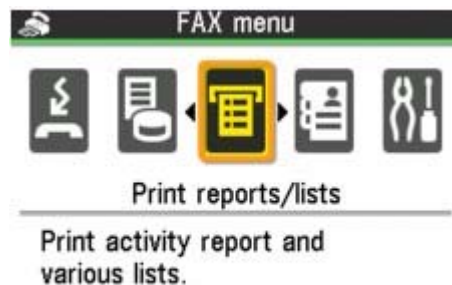 FAX menu
Print reports/lists
Print activity report and
various lists.